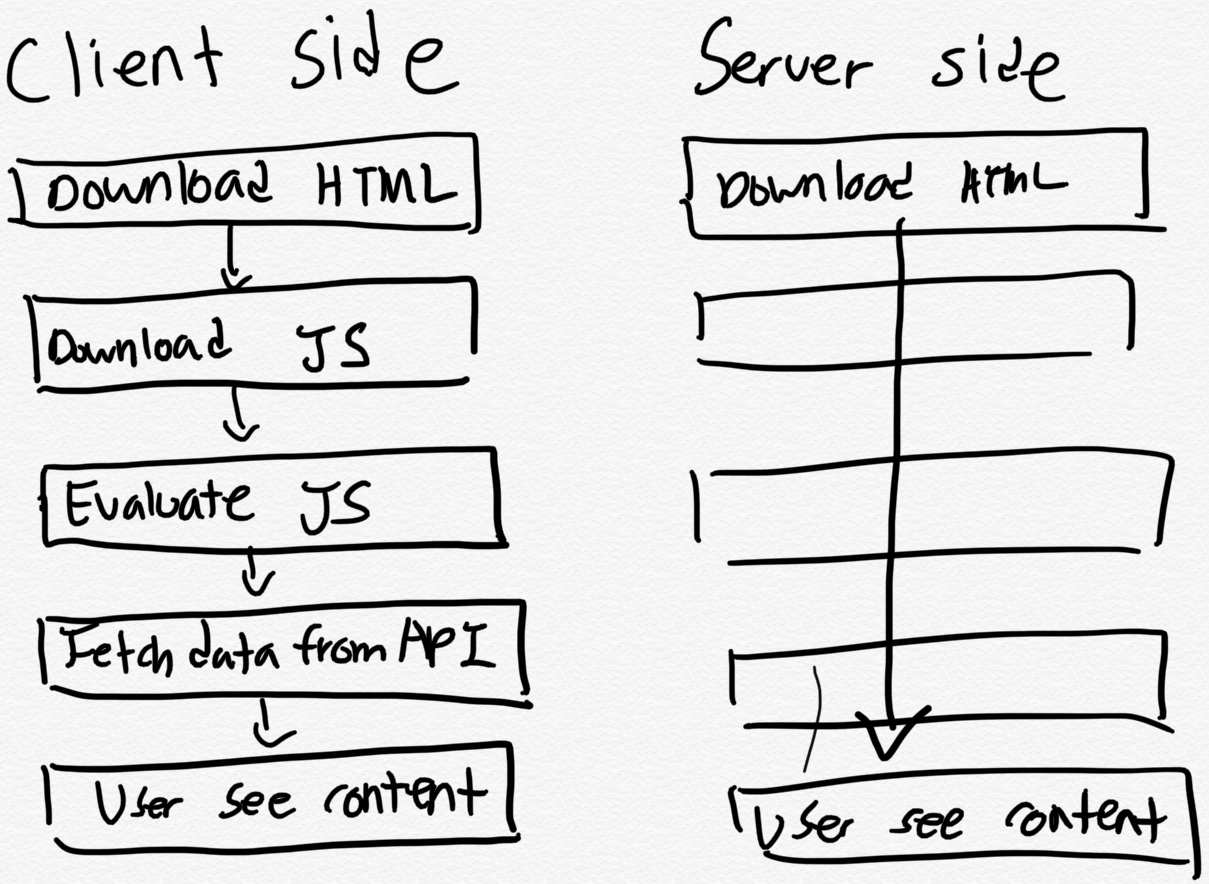 Client side
Download HTML
Download JS
Evaluate JS
Fetch data from API
User see content
Server side
Download HTML
User see content